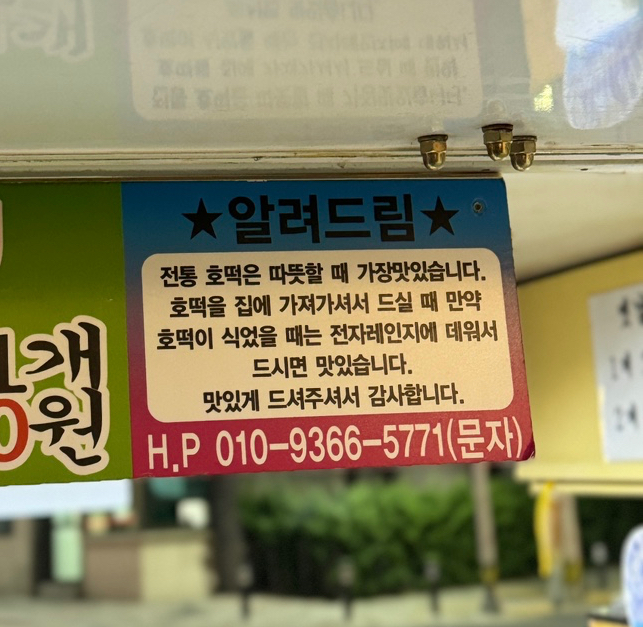 ★알려드림★
전통 호떡은 따뜻할 때 가장맛있습니다.
호떡을 집에 가져가셔서 드실 때 만약
호떡이 식었을 때는 전자레인지에 데워서
드시면 맛있습니다.
맛있게 드셔주셔서 감사합니다.
H.P 010-9366-5771(문자)
개
0원